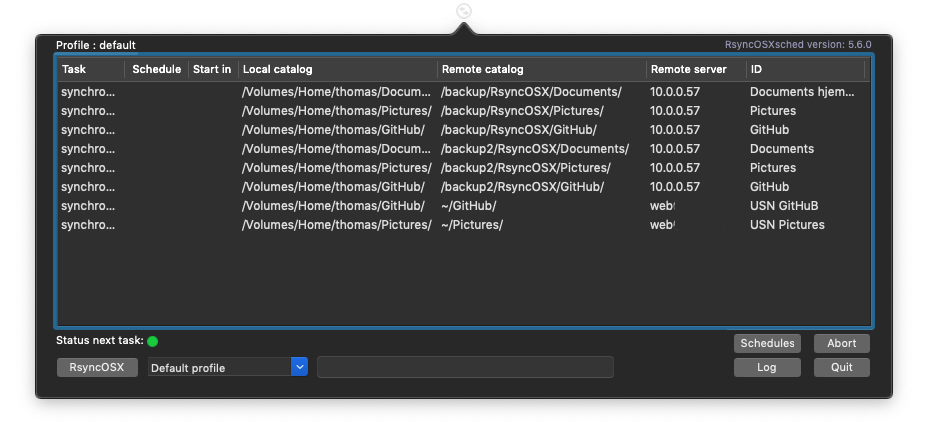 Profile : default RsyncOSXsched version: 5.6.0
Task Schedule Start in Local catalog Remote catalog Remote server ID
synchro... /Volumes/Home/thomas/Docum... /backup/RsyncOSX/Documents/ 10.0.0.57 Documents hjem...
synchro... /Volumes/Home/thomas/Pictures/ /backup/RsyncOSX/Pictures/ 10.0.0.57 Pictures
synchro... /Volumes/Home/thomas/GitHub/ /backup/RsyncOSX/GitHub/ 10.0.0.57 GitHub
synchro... /Volumes/Home/thomas/Docum... /backup2/RsyncOSX/Documents/ 10.0.0.57 Documents
synchro... /Volumes/Home/thomas/Pictures/ /backup2/RsyncOSX/Pictures/ 10.0.0.57 Pictures
synchro... /Volumes/Home/thomas/GitHub/ /backup2/RsyncOSX/GitHub/ 10.0.0.57 GitHub
synchro... /Volumes/Home/thomas/GitHub/ ~/GitHub/ web USN GitHuB
synchro... /Volumes/Home/thomas/Pictures/ ~/Pictures/ web USN Pictures
Status next task: Schedules Abort
RsyncOSX Default profile Log Quit